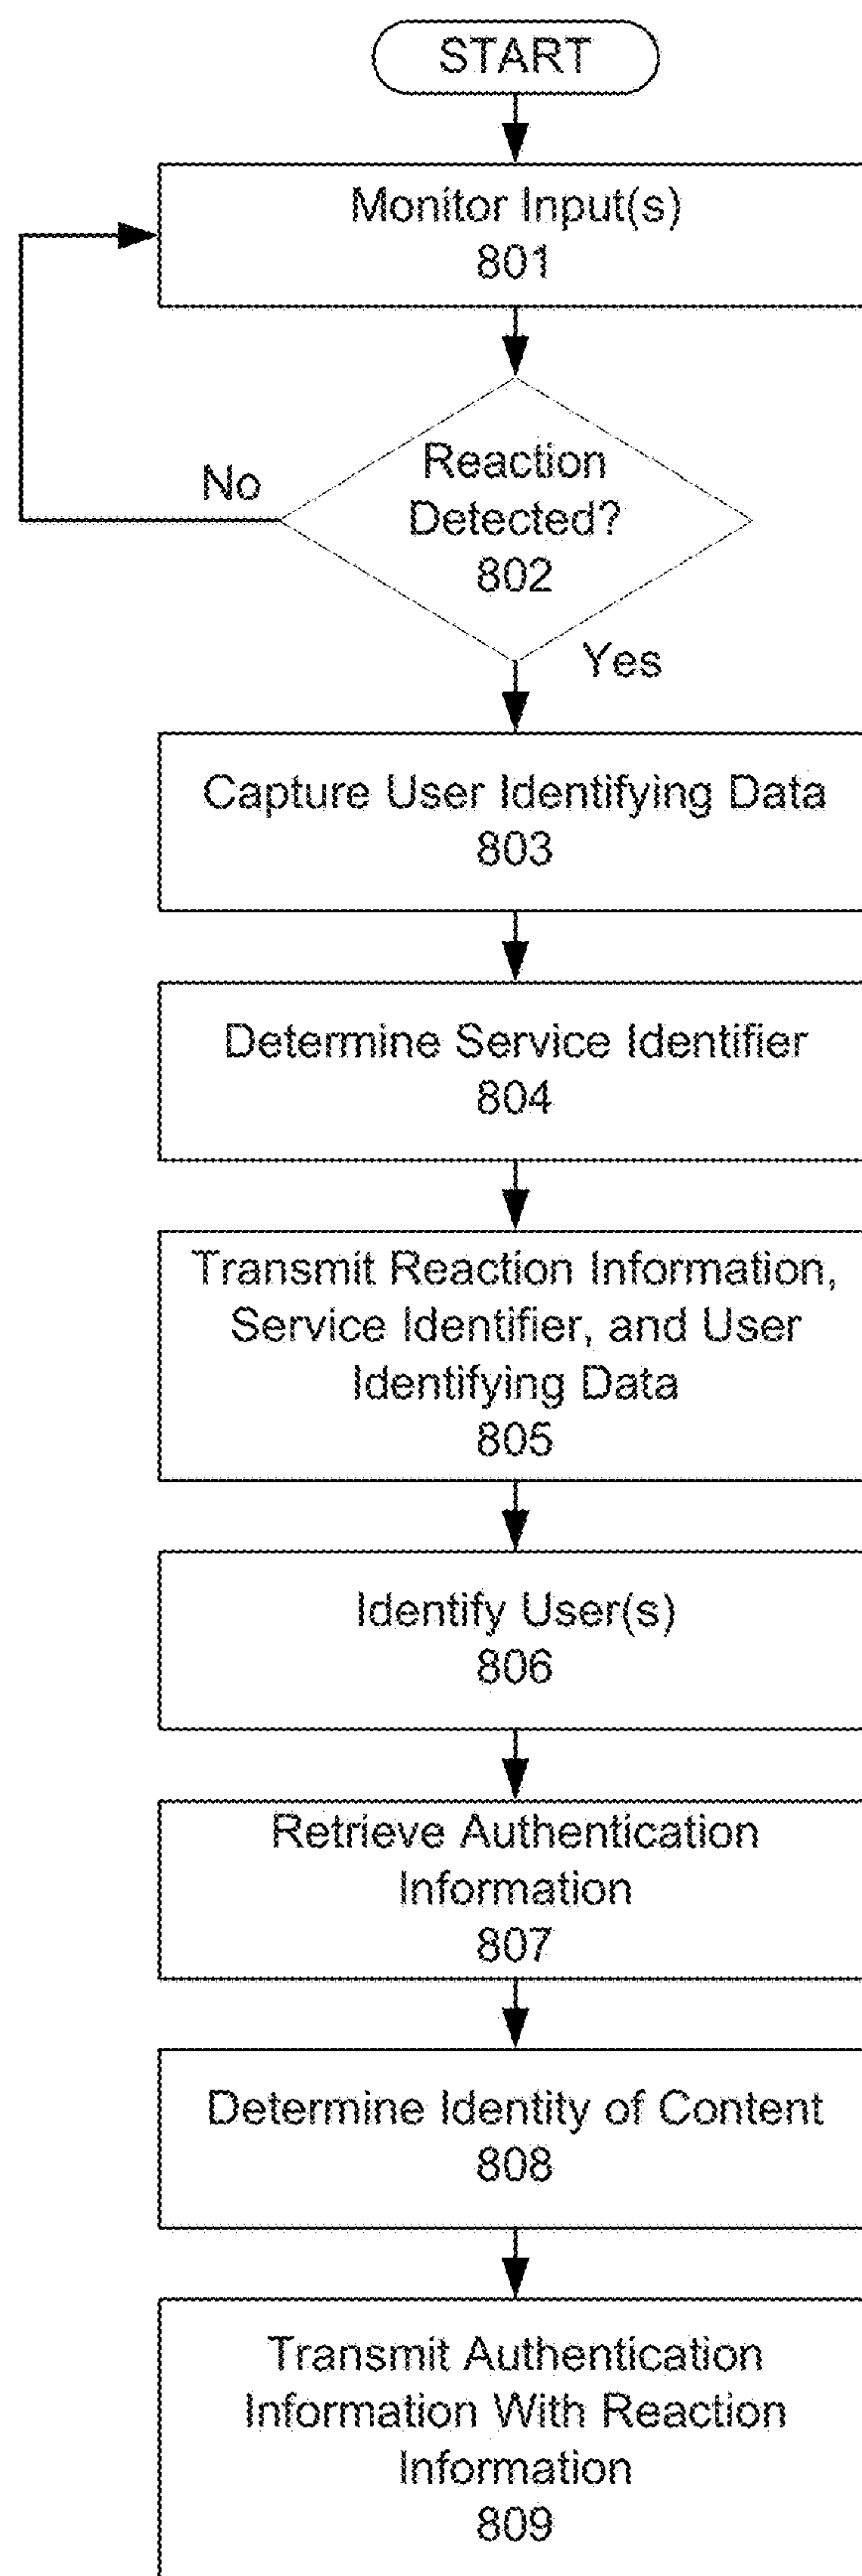 START
Monitor Input(s)
801
Reaction
Detected?
802
No
Yes
Capture User Identifying Data
803
Determine Service Identifier
804
Transmit Reaction Information,
Service Identifier, and User
Identifying Data
805
Identify User(s)
806
Retrieve Authentication
Information
807
Determine Identity of Content
808
Transmit Authentication
Information With Reaction
Information
809